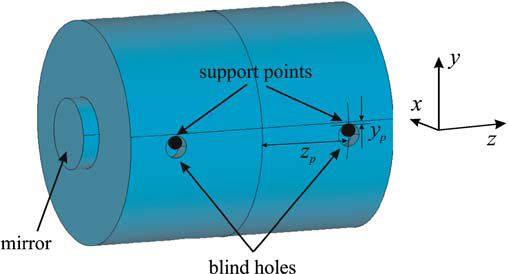 support points
y
x
z
y_p
z_p
mirror
blind holes